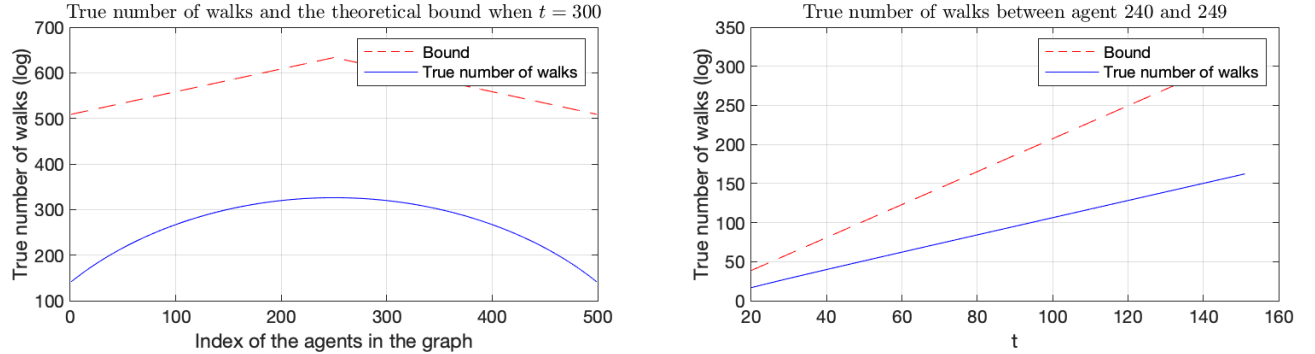 True number of walks and the theoretical bound when t = 300
700
600
500
400
300
200
100
True number of walks (log)
Bound
True number of walks
0 100 200 300 400 500
Index of the agents in the graph
True number of walks between agent 240 and 249
350
300
250
200
150
100
50
0
True number of walks (log)
Bound
True number of walks
20 40 60 80 100 120 140 160
t